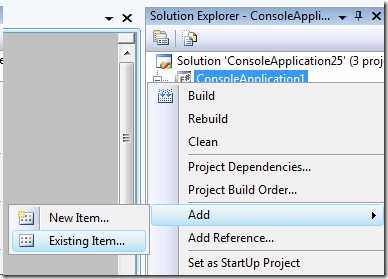 Solution Explorer - ConsoleAppli...
Solution 'ConsoleApplication25' (3 proj
ConsoleApplication1
Build
Rebuild
Clean
Project Dependencies...
Project Build Order...
Add
New Item...
Existing Item...
Add Reference...
Set as StartUp Project